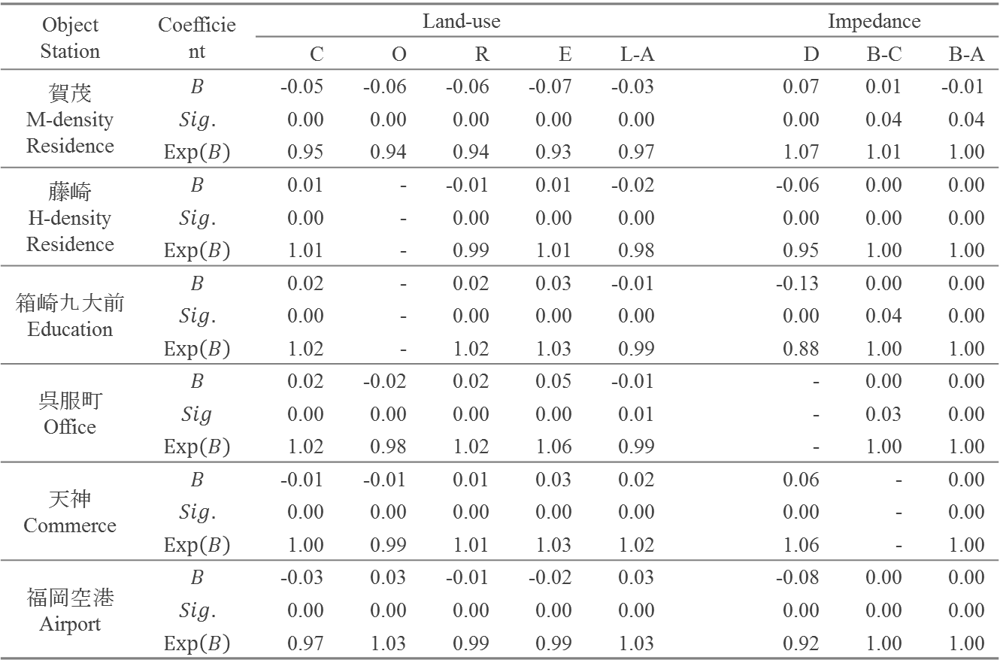 Object Station Coefficient Land-use Impedance
C O R E L-A D B-C B-A
賀茂 M-density Residence
B -0.05 -0.06 -0.06 -0.07 -0.03 0.07 0.01 -0.01
Sig. 0.00 0.00 0.00 0.00 0.00 0.00 0.04 0.04
Exp(B) 0.95 0.94 0.94 0.93 0.97 1.07 1.01 1.00
藤崎 H-density Residence
B 0.01 - -0.01 0.01 -0.02 -0.06 0.00 0.00
Sig. 0.00 - 0.00 0.00 0.00 0.00 0.00 0.00
Exp(B) 1.01 - 0.99 1.01 0.98 0.95 1.00 1.00
箱崎九大前 Education
B 0.02 - 0.02 0.03 -0.01 -0.13 0.00 0.00
Sig. 0.00 - 0.00 0.00 0.00 0.00 0.04 0.00
Exp(B) 1.02 - 1.02 1.03 0.99 0.88 1.00 1.00
呉服町 Office
B 0.02 -0.02 0.02 0.05 -0.01 - 0.00 0.00
Sig 0.00 0.00 0.00 0.00 0.01 - 0.03 0.00
Exp(B) 1.02 0.98 1.02 1.06 0.99 - 1.00 1.00
天神 Commerce
B -0.01 -0.01 0.01 0.03 0.02 0.06 - 0.00
Sig. 0.00 0.00 0.00 0.00 0.00 0.00 - 0.00
Exp(B) 1.00 0.99 1.01 1.03 1.02 1.06 - 1.00
福岡空港 Airport
B -0.03 0.03 -0.01 -0.02 0.03 -0.08 0.00 0.00
Sig. 0.00 0.00 0.00 0.00 0.00 0.00 0.00 0.00
Exp(B) 0.97 1.03 0.99 0.99 1.03 0.92 1.00 1.00